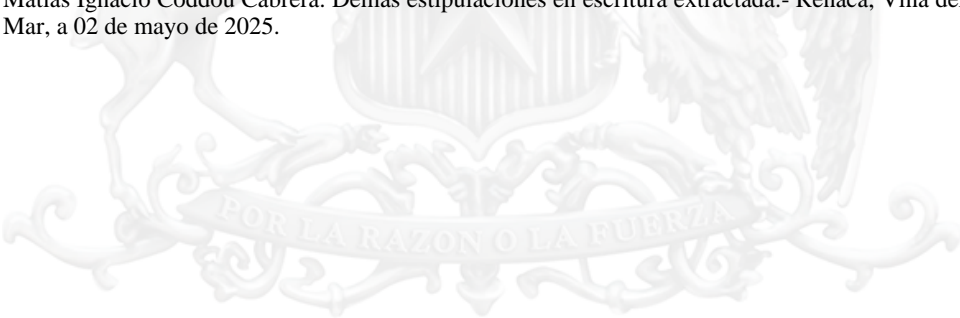 Matías Ignacio Coddou Cabrera. Demás estipulaciones en escritura extractada.- Reñaca, Viña del
Mar, a 02 de mayo de 2025.
POR LA RAZON O LA FUERZA